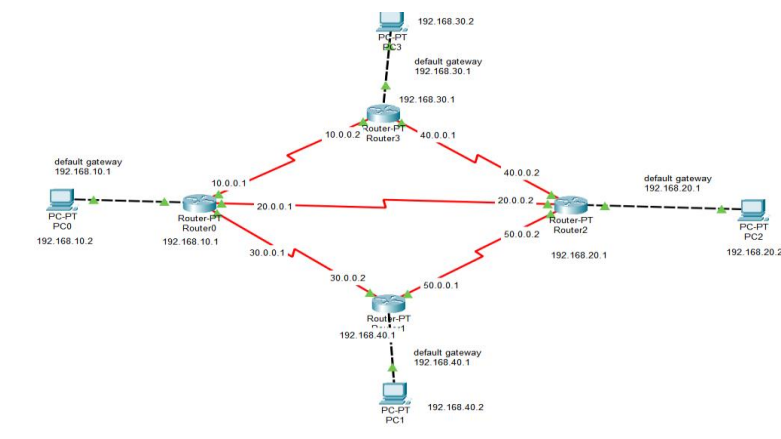 192.168.30.2
PC-PT
PC3
default gateway
192.168.30.1
192.168.30.1
Router-PT
Router3
10.0.0.2
40.0.0.1
10.0.0.1
40.0.0.2
default gateway
192.168.10.1
PC-PT
PC0
192.168.10.2
Router-PT
Router0
192.168.10.1
20.0.0.1
20.0.0.2
default gateway
192.168.20.1
Router-PT
Router2
192.168.20.1
PC-PT
PC2
192.168.20.2
30.0.0.1
50.0.0.2
30.0.0.2
50.0.0.1
Router-PT
192.168.40.1
default gateway
192.168.40.1
PC-PT
PC1
192.168.40.2